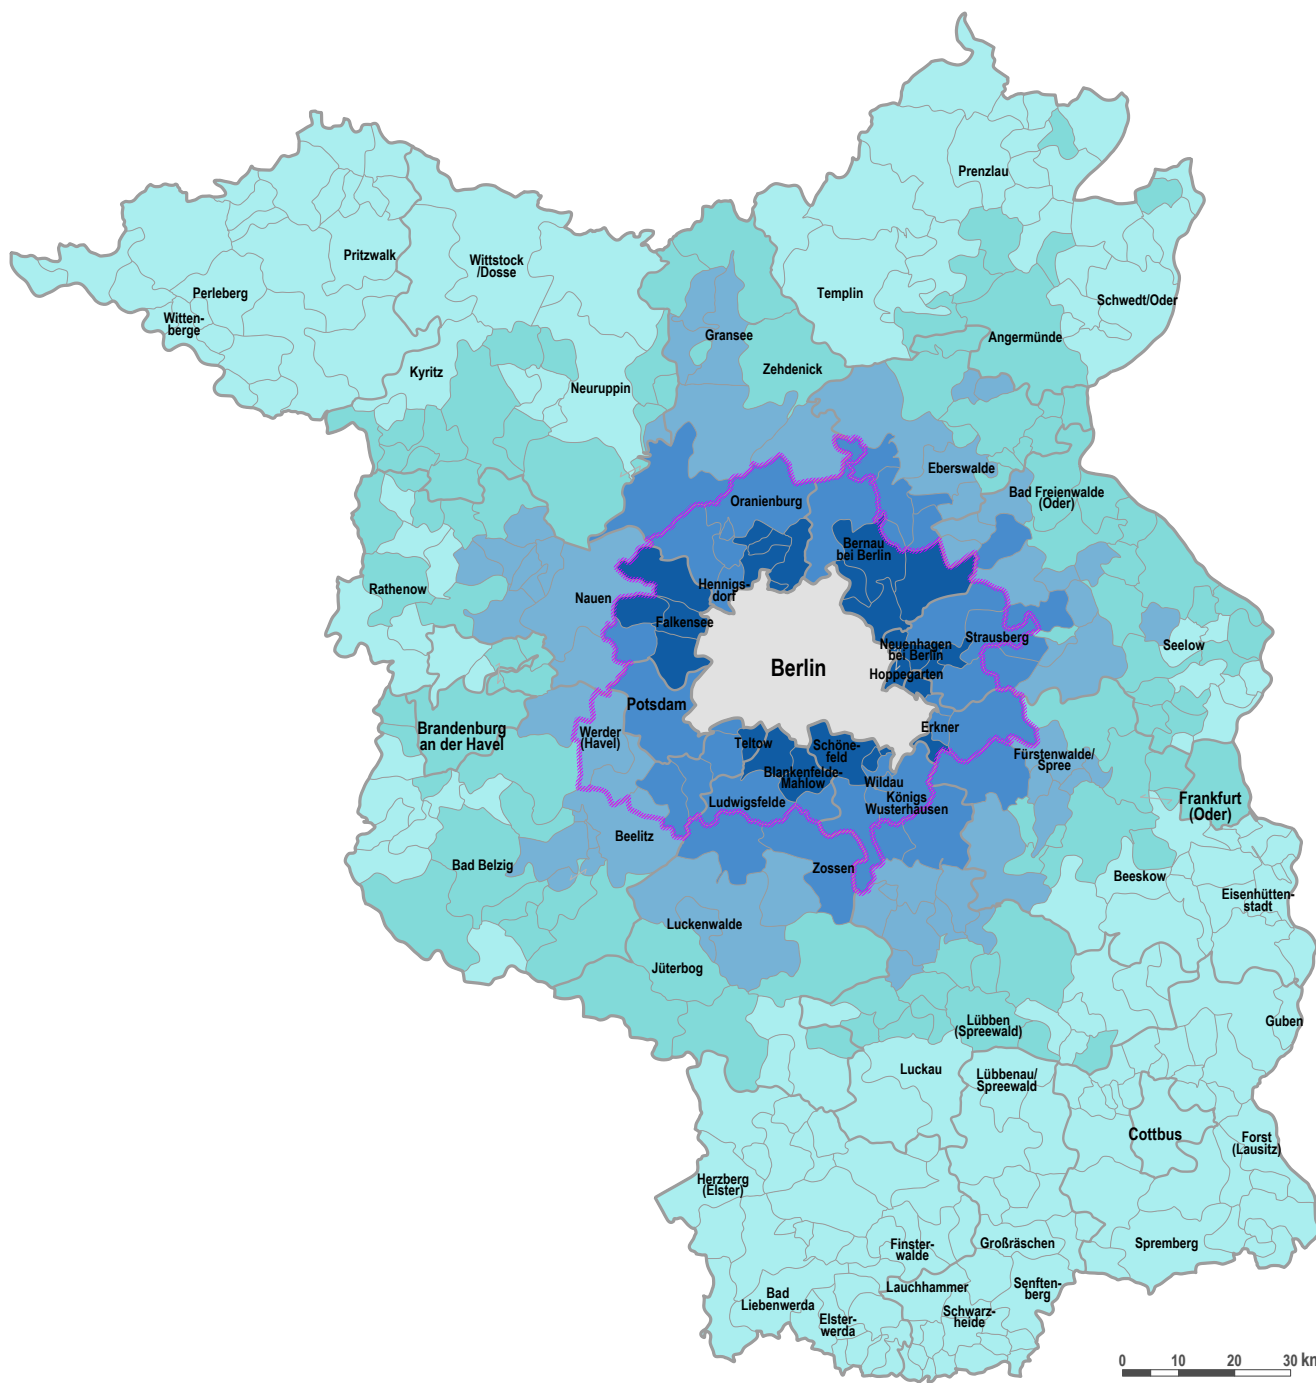 Prenzlau
Pritzwalk
Wittstock
/Dosse
Perleberg
Templin
Schwedt/Oder
Witten-
berge
Gransee
Angermünde
Zehdenick
Kyritz
Neuruppin
Eberswalde
Oranienburg
Bad Freienwalde
(Oder)
Bernau
bei Berlin
Rathenow
Hennigs-
dorf
Nauen
Falkensee
Neuenhagen
bei Berlin
Strausberg
Seelow
Berlin
Hoppegarten
Potsdam
Brandenburg
an der Havel
Werder
(Havel)
Erkner
Teltow
Schöne-
feld
Fürstenwalde/
Spree
Blankenfelde-
Mahlow
Wildau
Ludwigsfelde
Königs
Wusterhausen
Frankfurt
(Oder)
Beelitz
Bad Belzig
Zossen
Beeskow
Eisenhütten-
stadt
Luckenwalde
Jüterbog
Lübben
(Spreewald)
Guben
Luckau
Lübbenau/
Spreewald
Cottbus
Forst
(Lausitz)
Herzberg
(Elster)
Finster-
walde
Großräschen
Spremberg
Bad
Liebenwerda
Lauchhammer
Senften-
berg
Elster-
werda
Schwarz-
heide
0 10 20 30 km